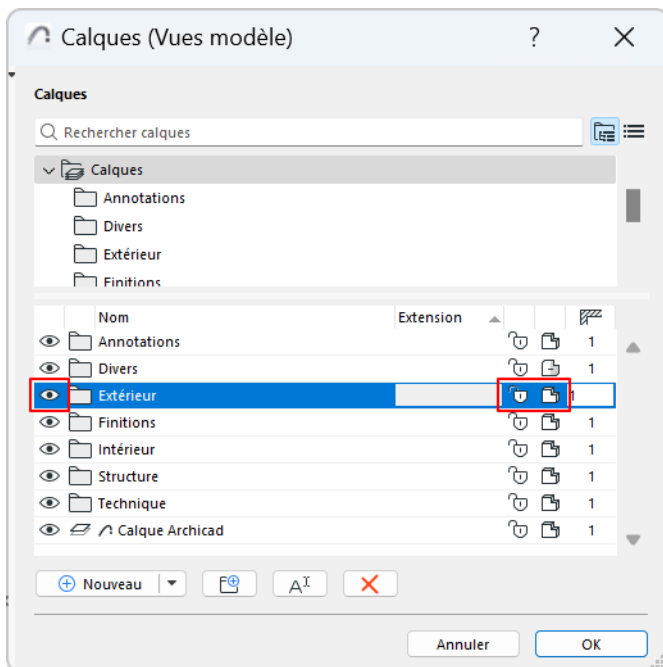 Calques (Vues modèle) ?
Calques
Rechercher calques
Calques
Annotations
Divers
Extérieur
Finitions
Nom Extension
Annotations 1
Divers 1
Extérieur 1
Finitions 1
Intérieur 1
Structure 1
Technique 1
Calque Archicad 1
Nouveau A
Annuler OK